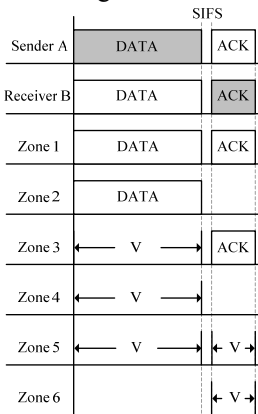 SIFS
Sender A DATA ACK
Receiver B DATA ACK
Zone 1 DATA ACK
Zone 2 DATA
Zone 3 V ACK
Zone 4 V
Zone 5 V V
Zone 6 V